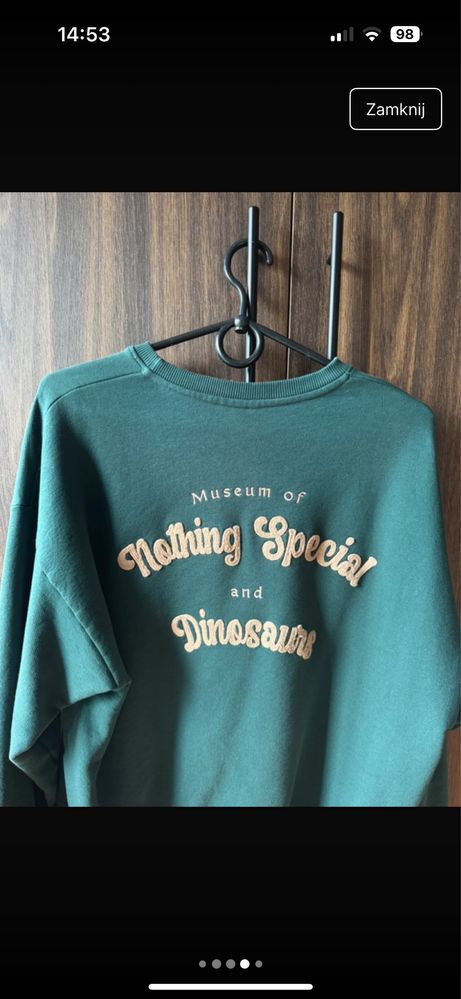 14:53
98
Zamknij
Museum of
Nothing Special
and
Dinosaurs